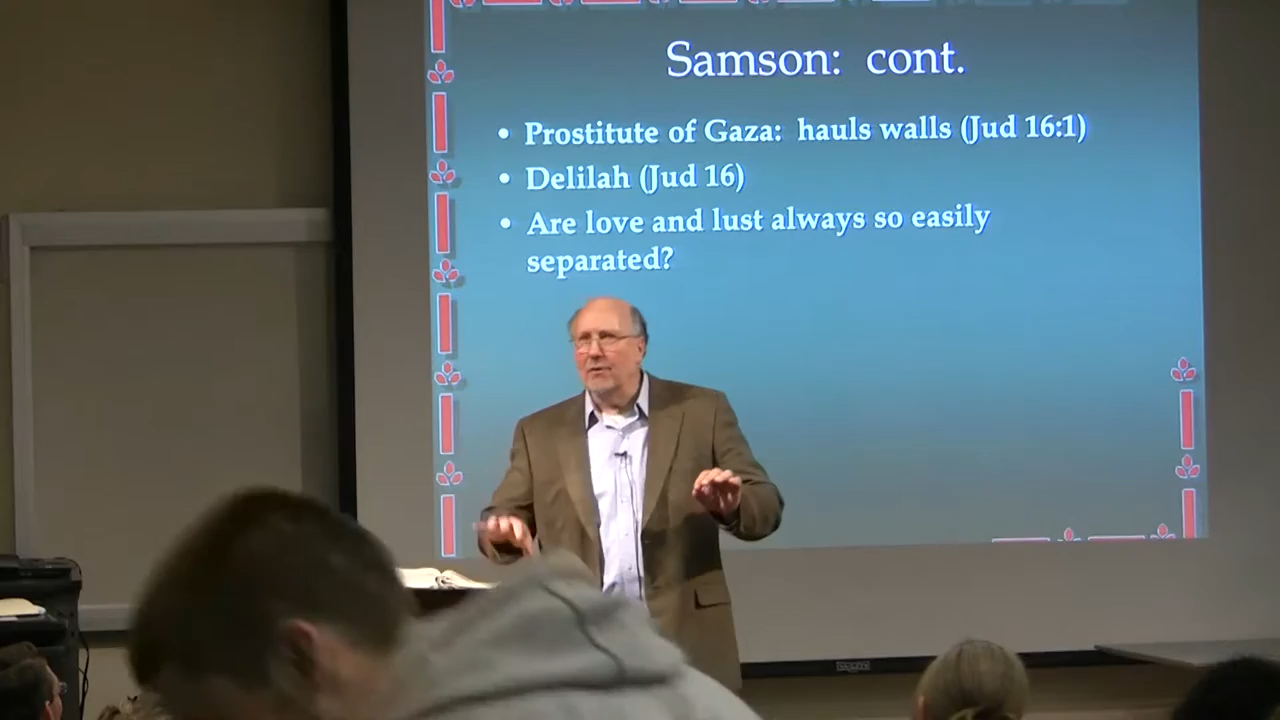 Samson: cont.
• Prostitute of Gaza: hauls walls (Jud 16:1)
• Delilah (Jud 16)
• Are love and lust always so easily
separated?